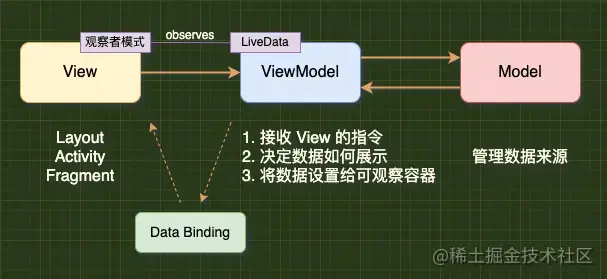 观察者模式
observes
LiveData
View
ViewModel
Model
Layout
Activity
Fragment
1. 接收 View 的指令
2. 决定数据如何展示
3. 将数据设置给可观察容器
管理数据来源
Data Binding
@稀土掘金技术社区